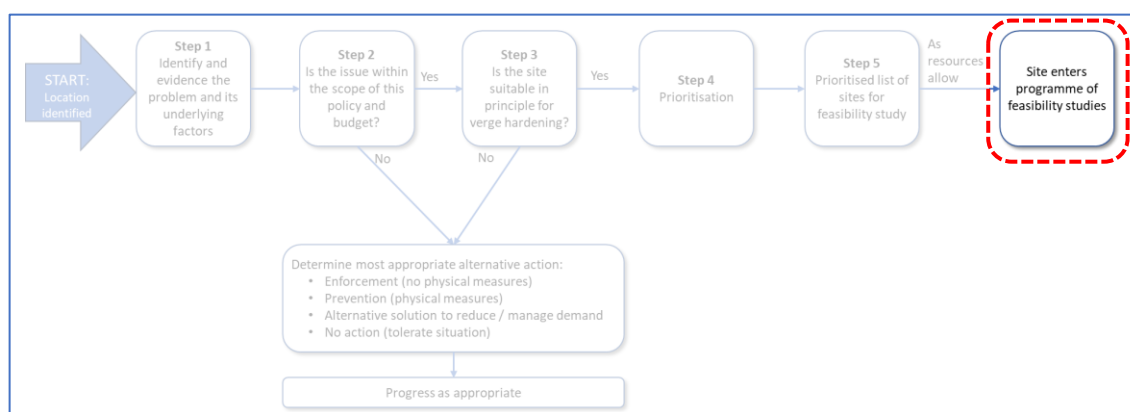 START:
Location
identified
Step 1
Identify and
evidence the
problem and its
underlying
factors
Step 2
Is the issue within
the scope of this
policy and
budget?
Yes
No
Step 3
Is the site
suitable in
principle for
verge hardening?
Yes
No
Step 4
Prioritisation
Step 5
Prioritised list of
sites for
feasibility study
As
resources
allow
Site enters
programme of
feasibility studies
Determine most appropriate alternative action:
• Enforcement (no physical measures)
• Prevention (physical measures)
• Alternative solution to reduce / manage demand
• No action (tolerate situation)
Progress as appropriate